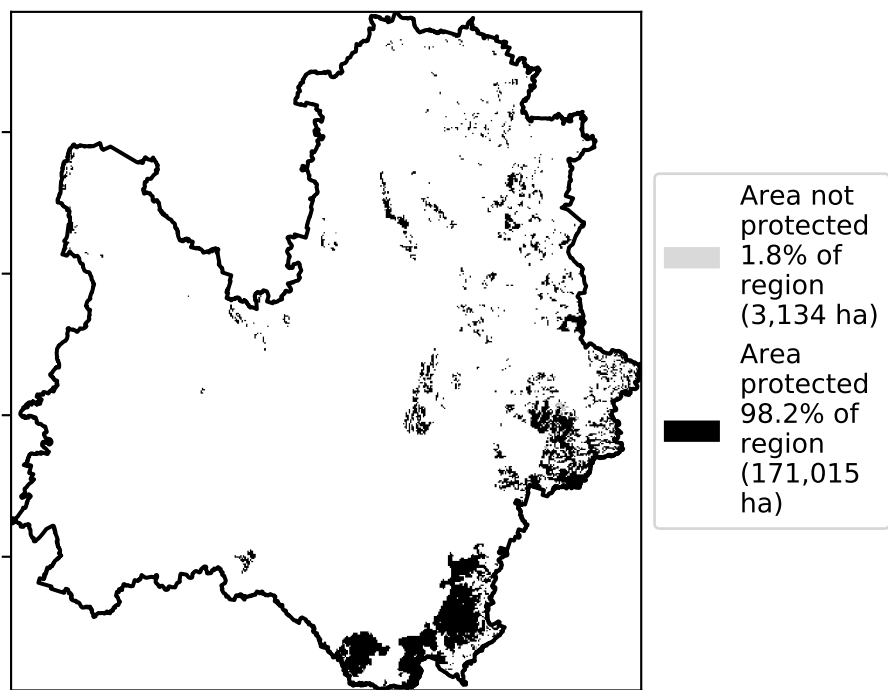 Area not
protected
1.8% of
region
(3,134 ha)
Area
protected
98.2% of
region
(171,015
ha)